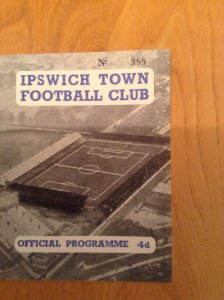 Nº 389
IPSWICH TOWN
FOOTBALL CLUB
OFFICIAL PROGRAMME 4d